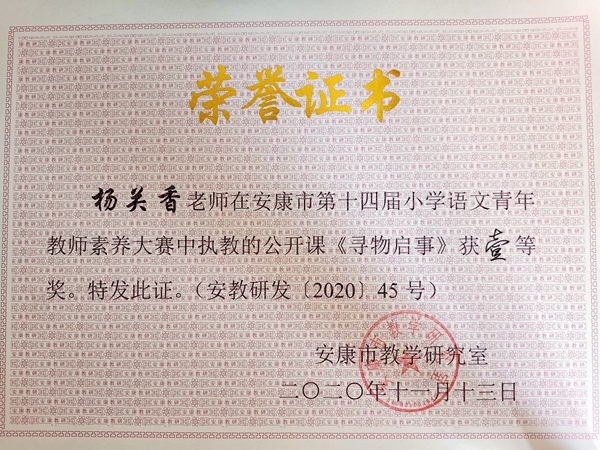 荣誉证书
杨关香老师在安康市第十四届小学语文青年
教师素养大赛中执教的公开课《寻物启事》获壹等
奖。特发此证。（安教研发〔2020〕45号）
安康市教学研究室
二〇二〇年十一月十三日